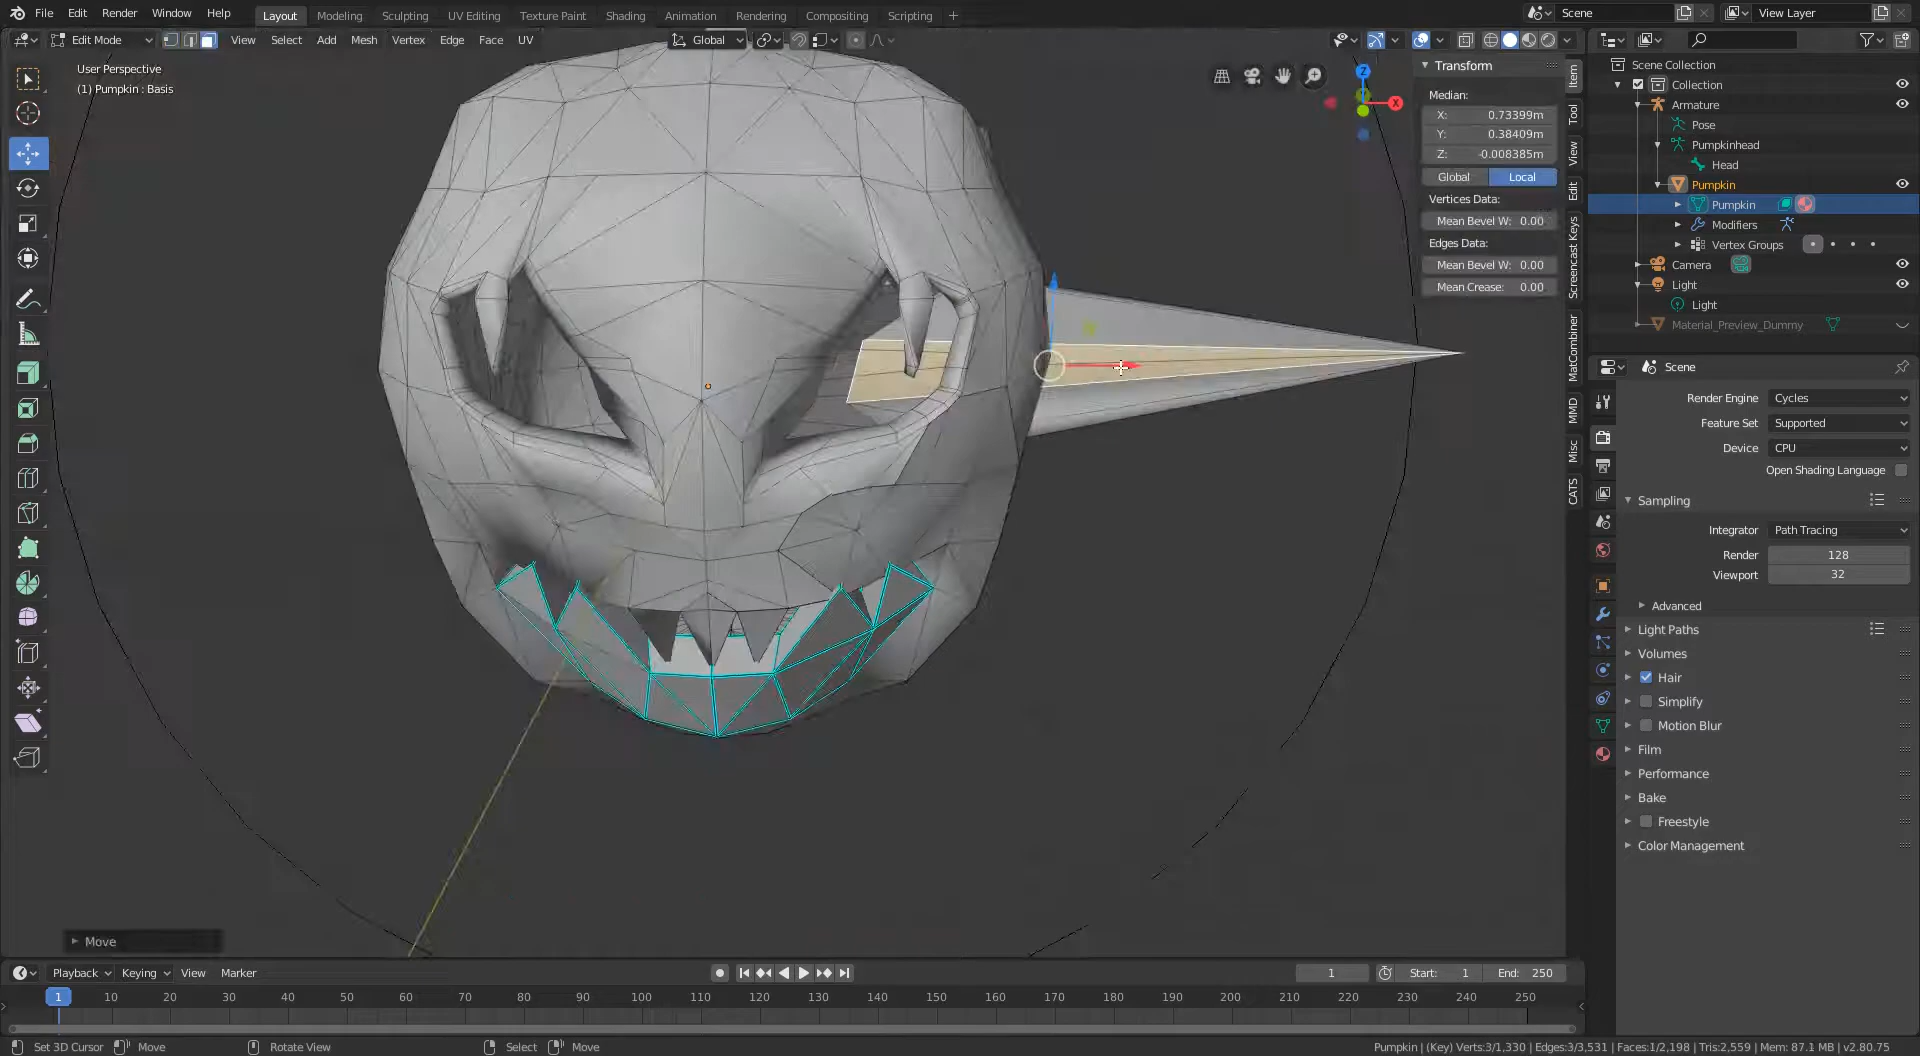 File Edit Render Window Help Layout Modeling Sculpting UV Editing Texture Paint Shading Animation Rendering Compositing Scripting + Scene View Layer
Edit Mode View Select Add Mesh Vertex Edge Face UV Global
User Perspective
(1) Pumpkin : Basis
Transform
Median:
X: 0.73399m
Y: 0.38409m
Z: -0.008385m
Global Local
Vertices Data:
Mean Bevel W: 0.00
Edges Data:
Mean Bevel W: 0.00
Mean Crease: 0.00
Z
X
Item
Tool
View
Edit
Screencast Keys
MatCombiner
MMD
Misc
CATS
Scene Collection
Collection
Armature
Pose
Pumpkinhead
Head
Pumpkin
Pumpkin
Modifiers
Vertex Groups
Camera
Light
Light
Material_Preview_Dummy
Scene
Render Engine Cycles
Feature Set Supported
Device CPU
Open Shading Language
Sampling
Integrator Path Tracing
Render 128
Viewport 32
Advanced
Light Paths
Volumes
Hair
Simplify
Motion Blur
Film
Performance
Bake
Freestyle
Color Management
Move
Playback Keying View Marker 1 Start: 1 End: 250
1 10 20 30 40 50 60 70 80 90 100 110 120 130 140 150 160 170 180 190 200 210 220 230 240 250
Set 3D Cursor Move Rotate View Select Move Pumpkin | (Key) Verts:3/1,330 | Edges:3/3,531 | Faces:1/2,198 | Tris:2,559 | Mem: 87.1 MB | v2.80.75